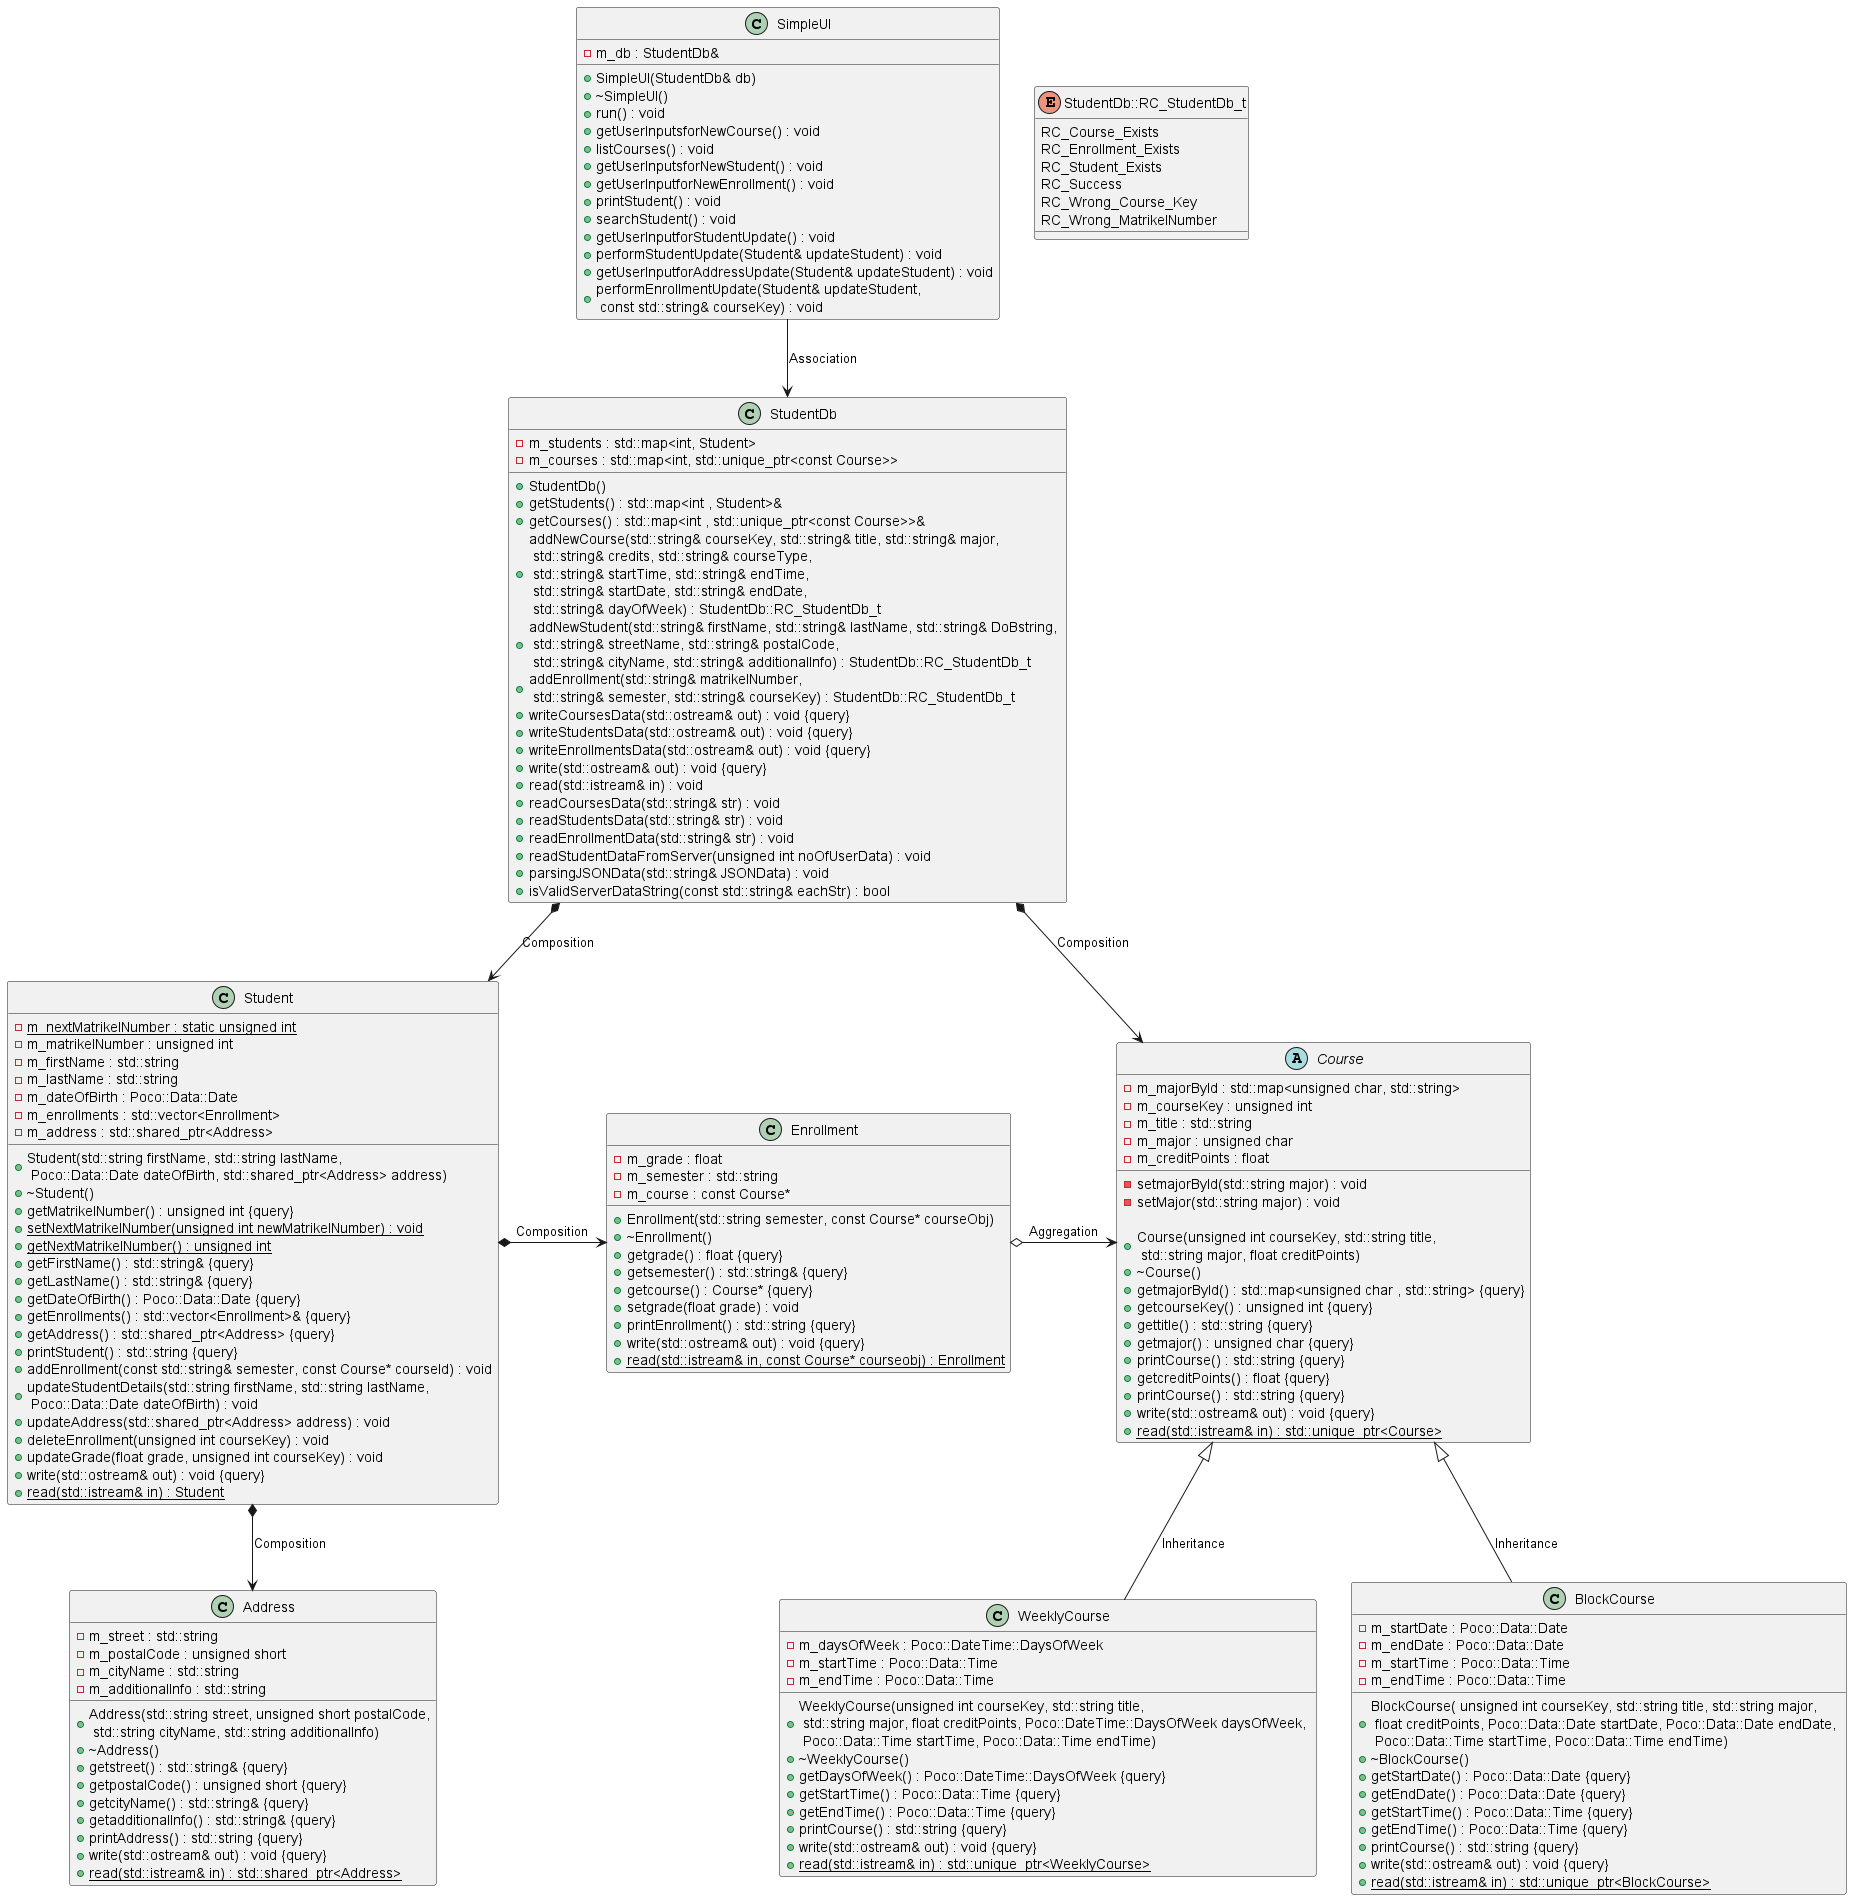 C SimpleUI
m_db : StudentDb&
SimpleUI(StudentDb& db)
~SimpleUI()
run() : void
getUserInputsforNewCourse() : void
listCourses() : void
getUserInputsforNewStudent() : void
getUserInputforNewEnrollment() : void
printStudent() : void
searchStudent() : void
getUserInputforStudentUpdate() : void
performStudentUpdate(Student& updateStudent) : void
getUserInputforAddressUpdate(Student& updateStudent) : void
performEnrollmentUpdate(Student& updateStudent,
const std::string& courseKey) : void
E StudentDb::RC_StudentDb_t
RC_Course_Exists
RC_Enrollment_Exists
RC_Student_Exists
RC_Success
RC_Wrong_Course_Key
RC_Wrong_MatrikelNumber
Association
C StudentDb
m_students : std::map<int, Student>
m_courses : std::map<int, std::unique_ptr<const Course>>
StudentDb()
getStudents() : std::map<int , Student>&
getCourses() : std::map<int , std::unique_ptr<const Course>>&
addNewCourse(std::string& courseKey, std::string& title, std::string& major,
std::string& credits, std::string& courseType,
std::string& startTime, std::string& endTime,
std::string& startDate, std::string& endDate,
std::string& dayOfWeek) : StudentDb::RC_StudentDb_t
addNewStudent(std::string& firstName, std::string& lastName, std::string& DoBstring,
std::string& streetName, std::string& postalCode,
std::string& cityName, std::string& additionalInfo) : StudentDb::RC_StudentDb_t
addEnrollment(std::string& matrikelNumber,
std::string& semester, std::string& courseKey) : StudentDb::RC_StudentDb_t
writeCoursesData(std::ostream& out) : void {query}
writeStudentsData(std::ostream& out) : void {query}
writeEnrollmentsData(std::ostream& out) : void {query}
write(std::ostream& out) : void {query}
read(std::istream& in) : void
readCoursesData(std::string& str) : void
readStudentsData(std::string& str) : void
readEnrollmentData(std::string& str) : void
readStudentDataFromServer(unsigned int noOfUserData) : void
parsingJSONData(std::string& JSONData) : void
isValidServerDataString(const std::string& eachStr) : bool
Composition
Composition
C Student
m_nextMatrikelNumber : static unsigned int
m_matrikelNumber : unsigned int
m_firstName : std::string
m_lastName : std::string
m_dateOfBirth : Poco::Data::Date
m_enrollments : std::vector<Enrollment>
m_address : std::shared_ptr<Address>
Student(std::string firstName, std::string lastName,
Poco::Data::Date dateOfBirth, std::shared_ptr<Address> address)
~Student()
getMatrikelNumber() : unsigned int {query}
setNextMatrikelNumber(unsigned int newMatrikelNumber) : void
getNextMatrikelNumber() : unsigned int
getFirstName() : std::string& {query}
getLastName() : std::string& {query}
getDateOfBirth() : Poco::Data::Date {query}
getEnrollments() : std::vector<Enrollment>& {query}
getAddress() : std::shared_ptr<Address> {query}
printStudent() : std::string {query}
addEnrollment(const std::string& semester, const Course* courseId) : void
updateStudentDetails(std::string firstName, std::string lastName,
Poco::Data::Date dateOfBirth) : void
updateAddress(std::shared_ptr<Address> address) : void
deleteEnrollment(unsigned int courseKey) : void
updateGrade(float grade, unsigned int courseKey) : void
write(std::ostream& out) : void {query}
read(std::istream& in) : Student
Composition
C Enrollment
m_grade : float
m_semester : std::string
m_course : const Course*
Enrollment(std::string semester, const Course* courseObj)
~Enrollment()
getgrade() : float {query}
getsemester() : std::string& {query}
getcourse() : Course* {query}
setgrade(float grade) : void
printEnrollment() : std::string {query}
write(std::ostream& out) : void {query}
read(std::istream& in, const Course* courseobj) : Enrollment
Aggregation
A Course
m_majorById : std::map<unsigned char, std::string>
m_courseKey : unsigned int
m_title : std::string
m_major : unsigned char
m_creditPoints : float
setmajorById(std::string major) : void
setMajor(std::string major) : void
Course(unsigned int courseKey, std::string title,
std::string major, float creditPoints)
~Course()
getmajorById() : std::map<unsigned char , std::string> {query}
getcourseKey() : unsigned int {query}
gettitle() : std::string {query}
getmajor() : unsigned char {query}
printCourse() : std::string {query}
getcreditPoints() : float {query}
printCourse() : std::string {query}
write(std::ostream& out) : void {query}
read(std::istream& in) : std::unique_ptr<Course>
Composition
Inheritance
Inheritance
C Address
m_street : std::string
m_postalCode : unsigned short
m_cityName : std::string
m_additionalInfo : std::string
Address(std::string street, unsigned short postalCode,
std::string cityName, std::string additionalInfo)
~Address()
getstreet() : std::string& {query}
getpostalCode() : unsigned short {query}
getcityName() : std::string& {query}
getadditionalInfo() : std::string& {query}
printAddress() : std::string {query}
write(std::ostream& out) : void {query}
read(std::istream& in) : std::shared_ptr<Address>
C WeeklyCourse
m_daysOfWeek : Poco::DateTime::DaysOfWeek
m_startTime : Poco::Data::Time
m_endTime : Poco::Data::Time
WeeklyCourse(unsigned int courseKey, std::string title,
std::string major, float creditPoints, Poco::DateTime::DaysOfWeek daysOfWeek,
Poco::Data::Time startTime, Poco::Data::Time endTime)
~WeeklyCourse()
getDaysOfWeek() : Poco::DateTime::DaysOfWeek {query}
getStartTime() : Poco::Data::Time {query}
getEndTime() : Poco::Data::Time {query}
printCourse() : std::string {query}
write(std::ostream& out) : void {query}
read(std::istream& in) : std::unique_ptr<WeeklyCourse>
C BlockCourse
m_startDate : Poco::Data::Date
m_endDate : Poco::Data::Date
m_startTime : Poco::Data::Time
m_endTime : Poco::Data::Time
BlockCourse( unsigned int courseKey, std::string title, std::string major,
float creditPoints, Poco::Data::Date startDate, Poco::Data::Date endDate,
Poco::Data::Time startTime, Poco::Data::Time endTime)
~BlockCourse()
getStartDate() : Poco::Data::Date {query}
getEndDate() : Poco::Data::Date {query}
getStartTime() : Poco::Data::Time {query}
getEndTime() : Poco::Data::Time {query}
printCourse() : std::string {query}
write(std::ostream& out) : void {query}
read(std::istream& in) : std::unique_ptr<BlockCourse>